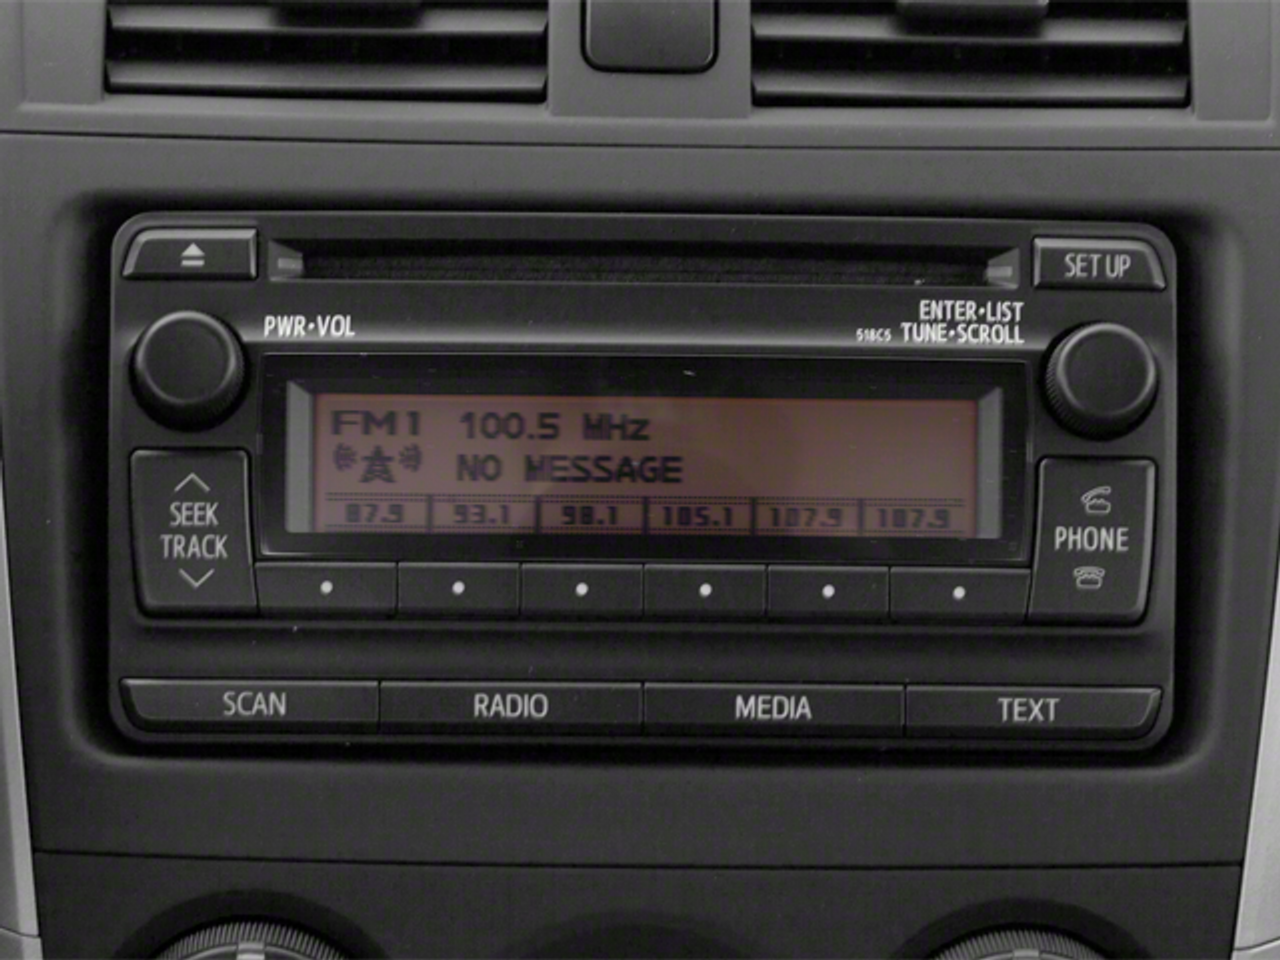 SET UP
PWR•VOL
ENTER•LIST
518C5 TUNE•SCROLL
FM1 100.5 MHz
NO MESSAGE
87.9 93.1 98.1 105.1 107.9 107.9
SEEK
TRACK
PHONE
SCAN RADIO MEDIA TEXT